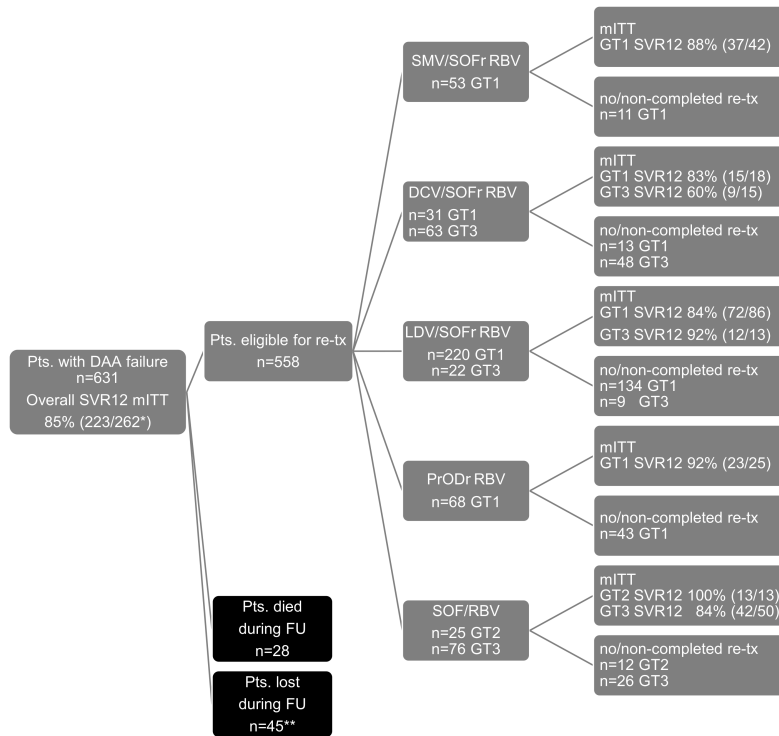 Pts. with DAA failure
n=631
Overall SVR12 mITT
85% (223/262*)
Pts. eligible for re-tx
n=558
Pts. died
during FU
n=28
Pts. lost
during FU
n=45**
SMV/SOFr RBV
n=53 GT1
mITT
GT1 SVR12 88% (37/42)
no/non-completed re-tx
n=11 GT1
DCV/SOFr RBV
n=31 GT1
n=63 GT3
mITT
GT1 SVR12 83% (15/18)
GT3 SVR12 60% (9/15)
no/non-completed re-tx
n=13 GT1
n=48 GT3
LDV/SOFr RBV
n=220 GT1
n=22 GT3
mITT
GT1 SVR12 84% (72/86)
GT3 SVR12 92% (12/13)
no/non-completed re-tx
n=134 GT1
n=9 GT3
PrODr RBV
n=68 GT1
mITT
GT1 SVR12 92% (23/25)
no/non-completed re-tx
n=43 GT1
SOF/RBV
n=25 GT2
n=76 GT3
mITT
GT2 SVR12 100% (13/13)
GT3 SVR12 84% (42/50)
no/non-completed re-tx
n=12 GT2
n=26 GT3